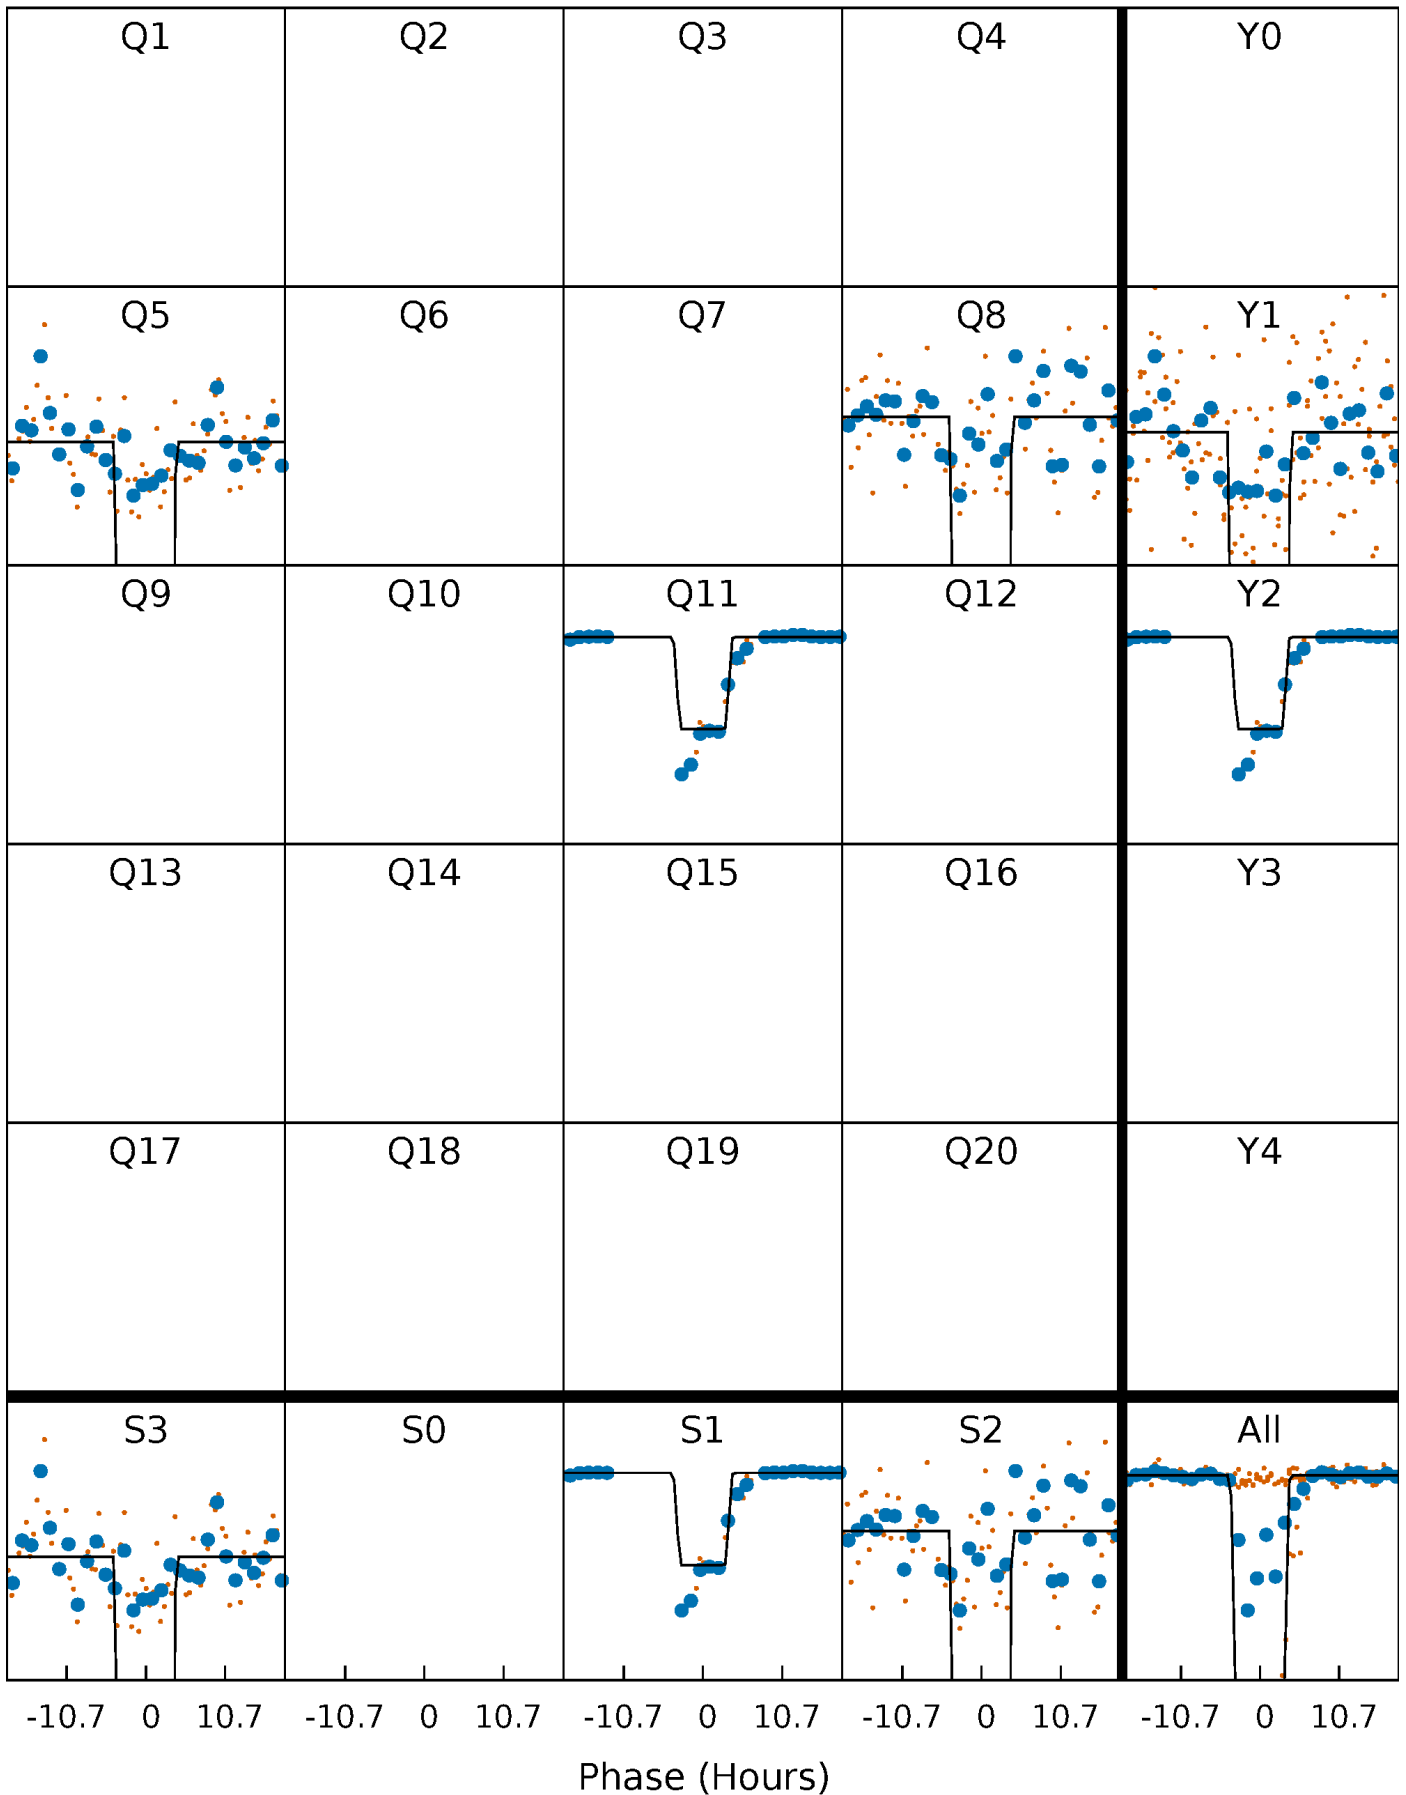 Q1 Q2 Q3 Q4 Y0
Q5 Q6 Q7 Q8 Y1
Q9 Q10 Q11 Q12 Y2
Q13 Q14 Q15 Q16 Y3
Q17 Q18 Q19 Q20 Y4
S3 S0 S1 S2 All
-10.7 0 10.7 -10.7 0 10.7 -10.7 0 10.7 -10.7 0 10.7 -10.7 0 10.7
Phase (Hours)